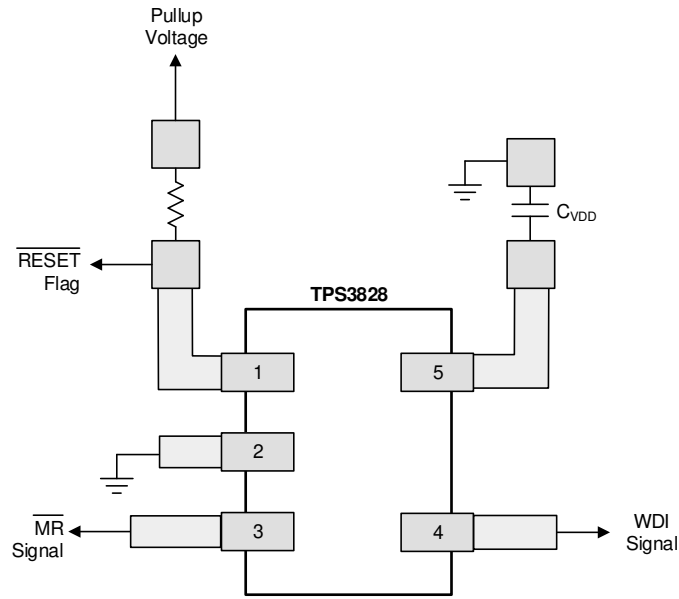 Pullup
Voltage
C_VDD
RESET
Flag
TPS3828
1
5
2
3
4
MR
Signal
WDI
Signal